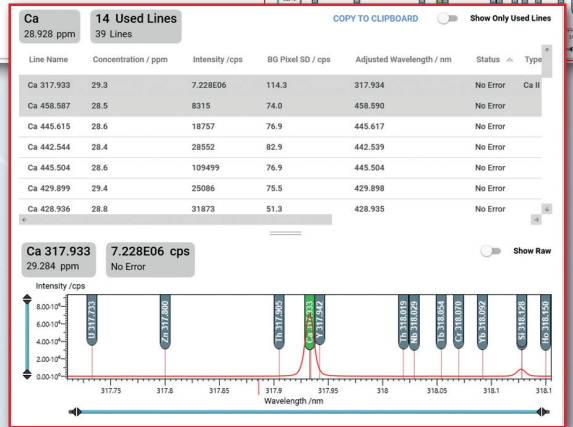 Ca
28.928 ppm
14 Used Lines
39 Lines
COPY TO CLIPBOARD
Show Only Used Lines
Line Name Concentration / ppm Intensity /cps BG Pixel SD / cps Adjusted Wavelength / nm Status Type
Ca 317.933 29.3 7.228E06 114.3 317.934 No Error Ca II
Ca 458.587 28.5 8315 74.0 458.590 No Error
Ca 445.615 28.6 18757 76.9 445.617 No Error
Ca 442.544 28.4 28552 82.9 442.539 No Error
Ca 445.504 28.6 109499 76.9 445.504 No Error
Ca 429.899 29.4 25086 75.5 429.898 No Error
Ca 428.936 28.8 31873 51.3 428.935 No Error
Ca 317.933
29.284 ppm
7.228E06 cps
No Error
Show Raw
Intensity /cps
8.00·10⁶
6.00·10⁶
4.00·10⁶
2.00·10⁶
0.00·10⁶
U 317.733
Zn 317.800
Th 317.905
Ca 317.933
Y 317.942
Th 318.019
Nb 318.029
Tb 318.054
Cr 318.070
Yb 318.092
Si 318.128
Ho 318.150
317.75 317.8 317.85 317.9 317.95 318 318.05 318.1 318.1
Wavelength /nm